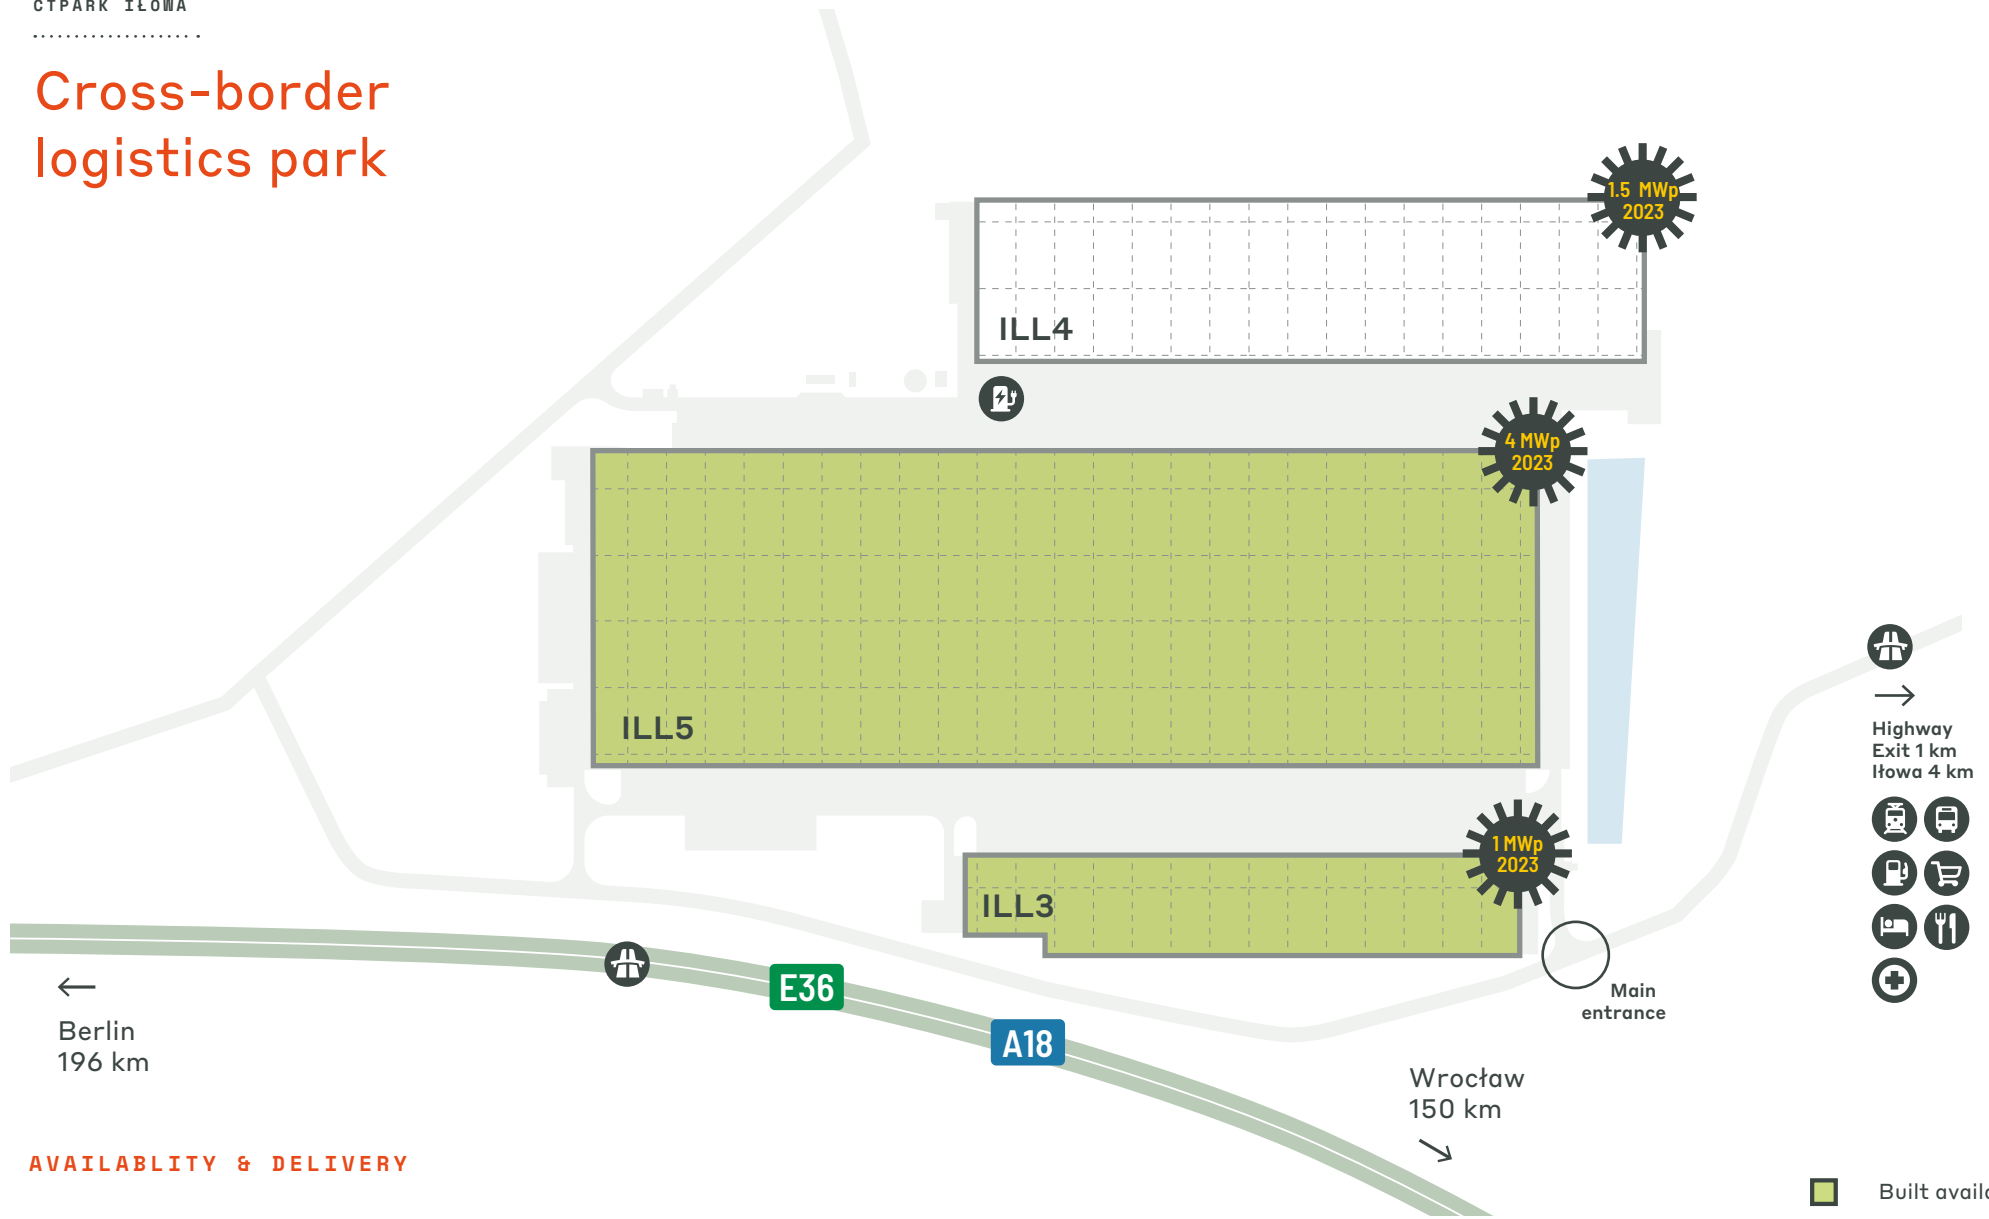 CTPARK IŁOWA
Cross-border
logistics park
1.5 MWp
2023
ILL4
4 MWp
2023
ILL5
Highway
Exit 1 km
Iłowa 4 km
1 MWp
2023
ILL3
E36
Main
entrance
Berlin
196 km
A18
Wrocław
150 km
AVAILABLITY & DELIVERY
Built